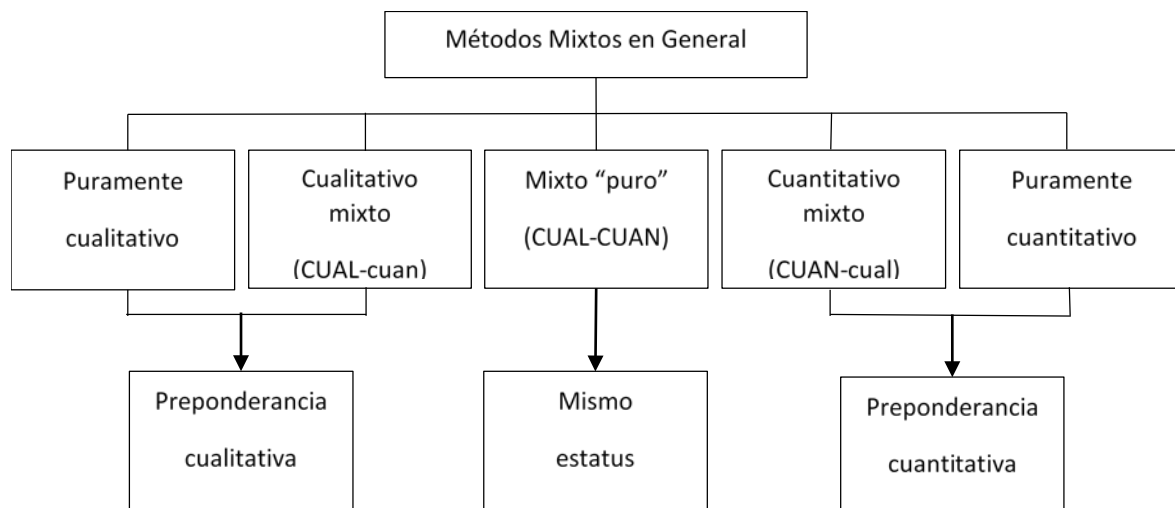 Métodos Mixtos en General
Puramente
cualitativo
Cualitativo
mixto
(CUAL-cuan)
Mixto “puro”
(CUAL-CUAN)
Cuantitativo
mixto
(CUAN-cual)
Puramente
cuantitativo
Preponderancia
cualitativa
Mismo
estatus
Preponderancia
cuantitativa